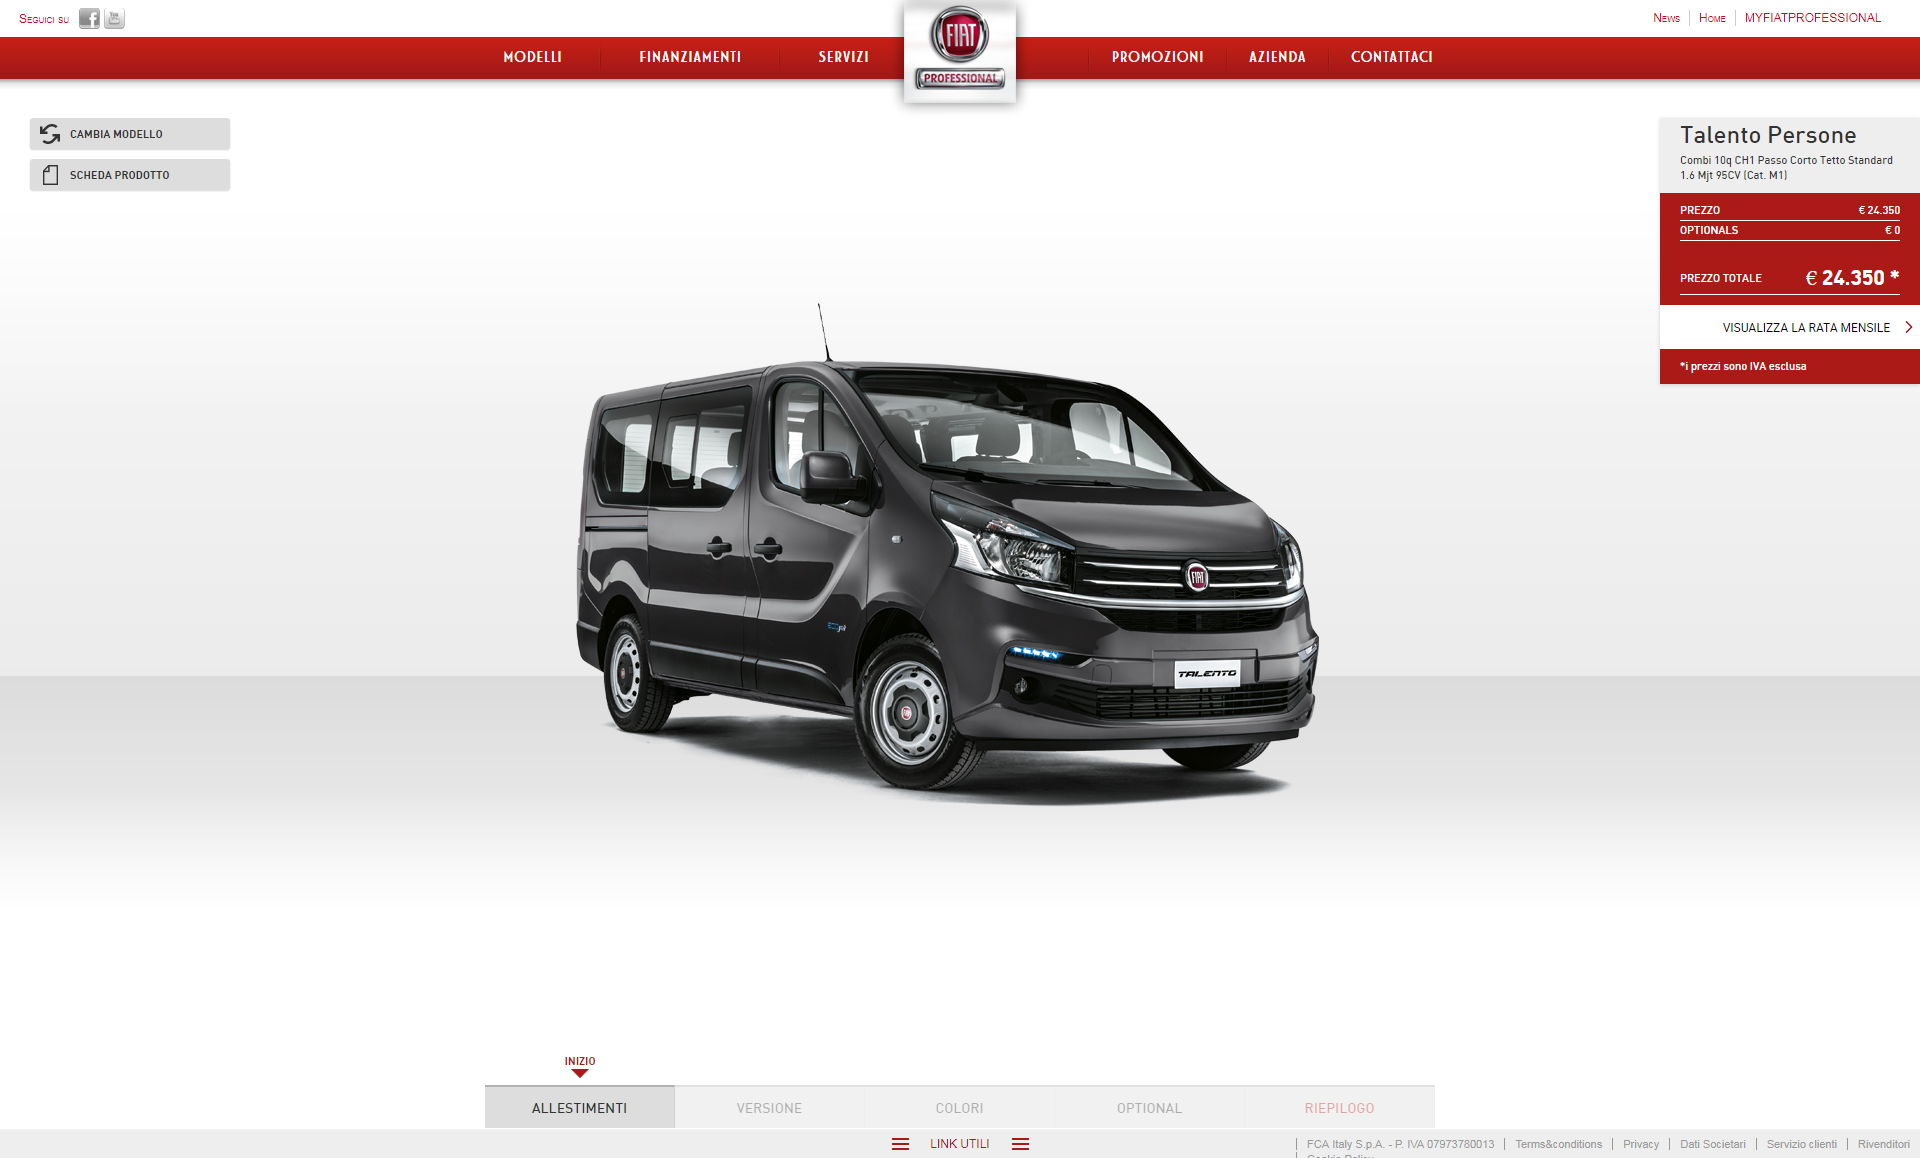 Seguici su
News
Home
MYFIATPROFESSIONAL
MODELLI
FINANZIAMENTI
SERVIZI
FIAT
PROFESSIONAL
PROMOZIONI
AZIENDA
CONTATTACI
CAMBIA MODELLO
SCHEDA PRODOTTO
Talento Persone
Combi 10q CH1 Passo Corto Tetto Standard
1.6 Mjt 95CV (Cat. M1)
PREZZO € 24.350
OPTIONALS € 0
PREZZO TOTALE € 24.350 *
VISUALIZZA LA RATA MENSILE
*i prezzi sono IVA esclusa
FIAT
TALENTO
INIZIO
ALLESTIMENTI
VERSIONE
COLORI
OPTIONAL
RIEPILOGO
LINK UTILI
FCA Italy S.p.A. - P. IVA 07973780013
Terms&conditions
Privacy
Dati Societari
Servizio clienti
Rivenditori
Cookie Policy